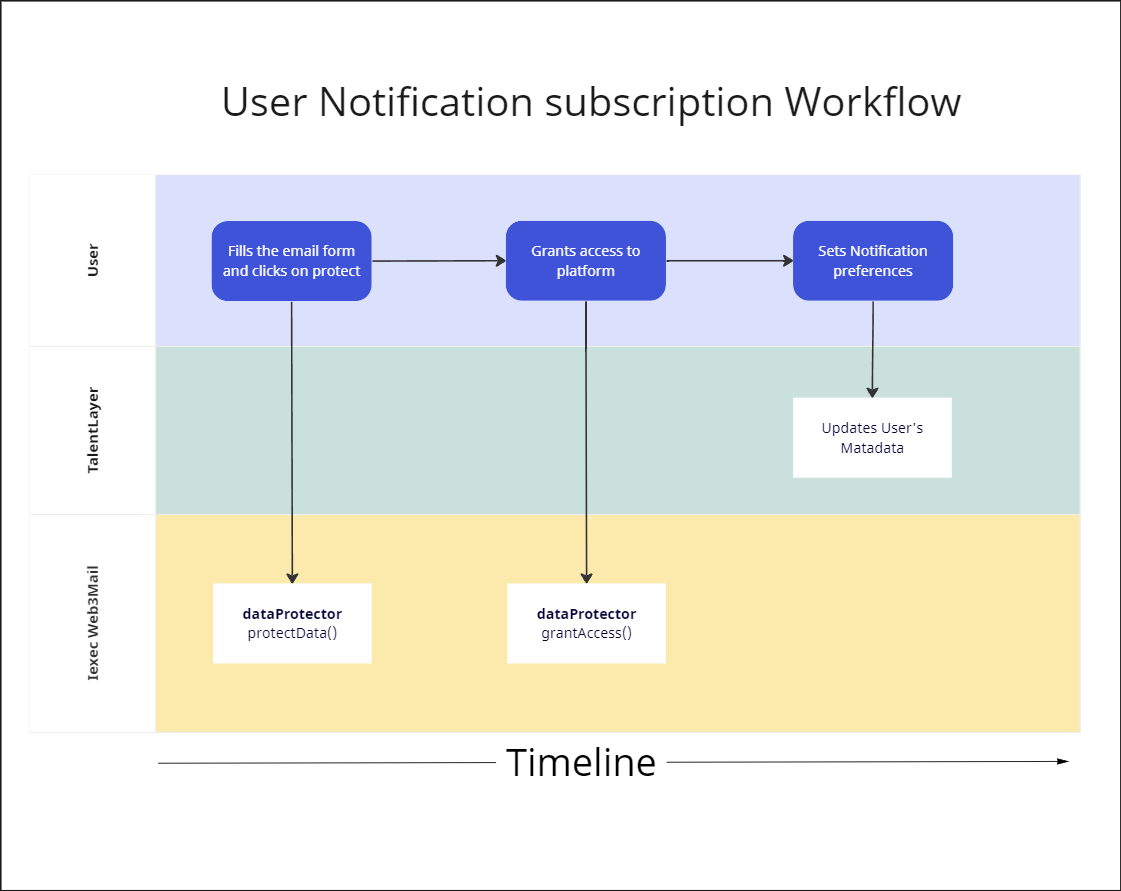 User Notification subscription Workflow
User
Fills the email form
and clicks on protect
Grants access to
platform
Sets Notification
preferences
TalentLayer
Updates User's
Matadata
Iexec Web3Mail
dataProtector
protectData()
dataProtector
grantAccess()
Timeline